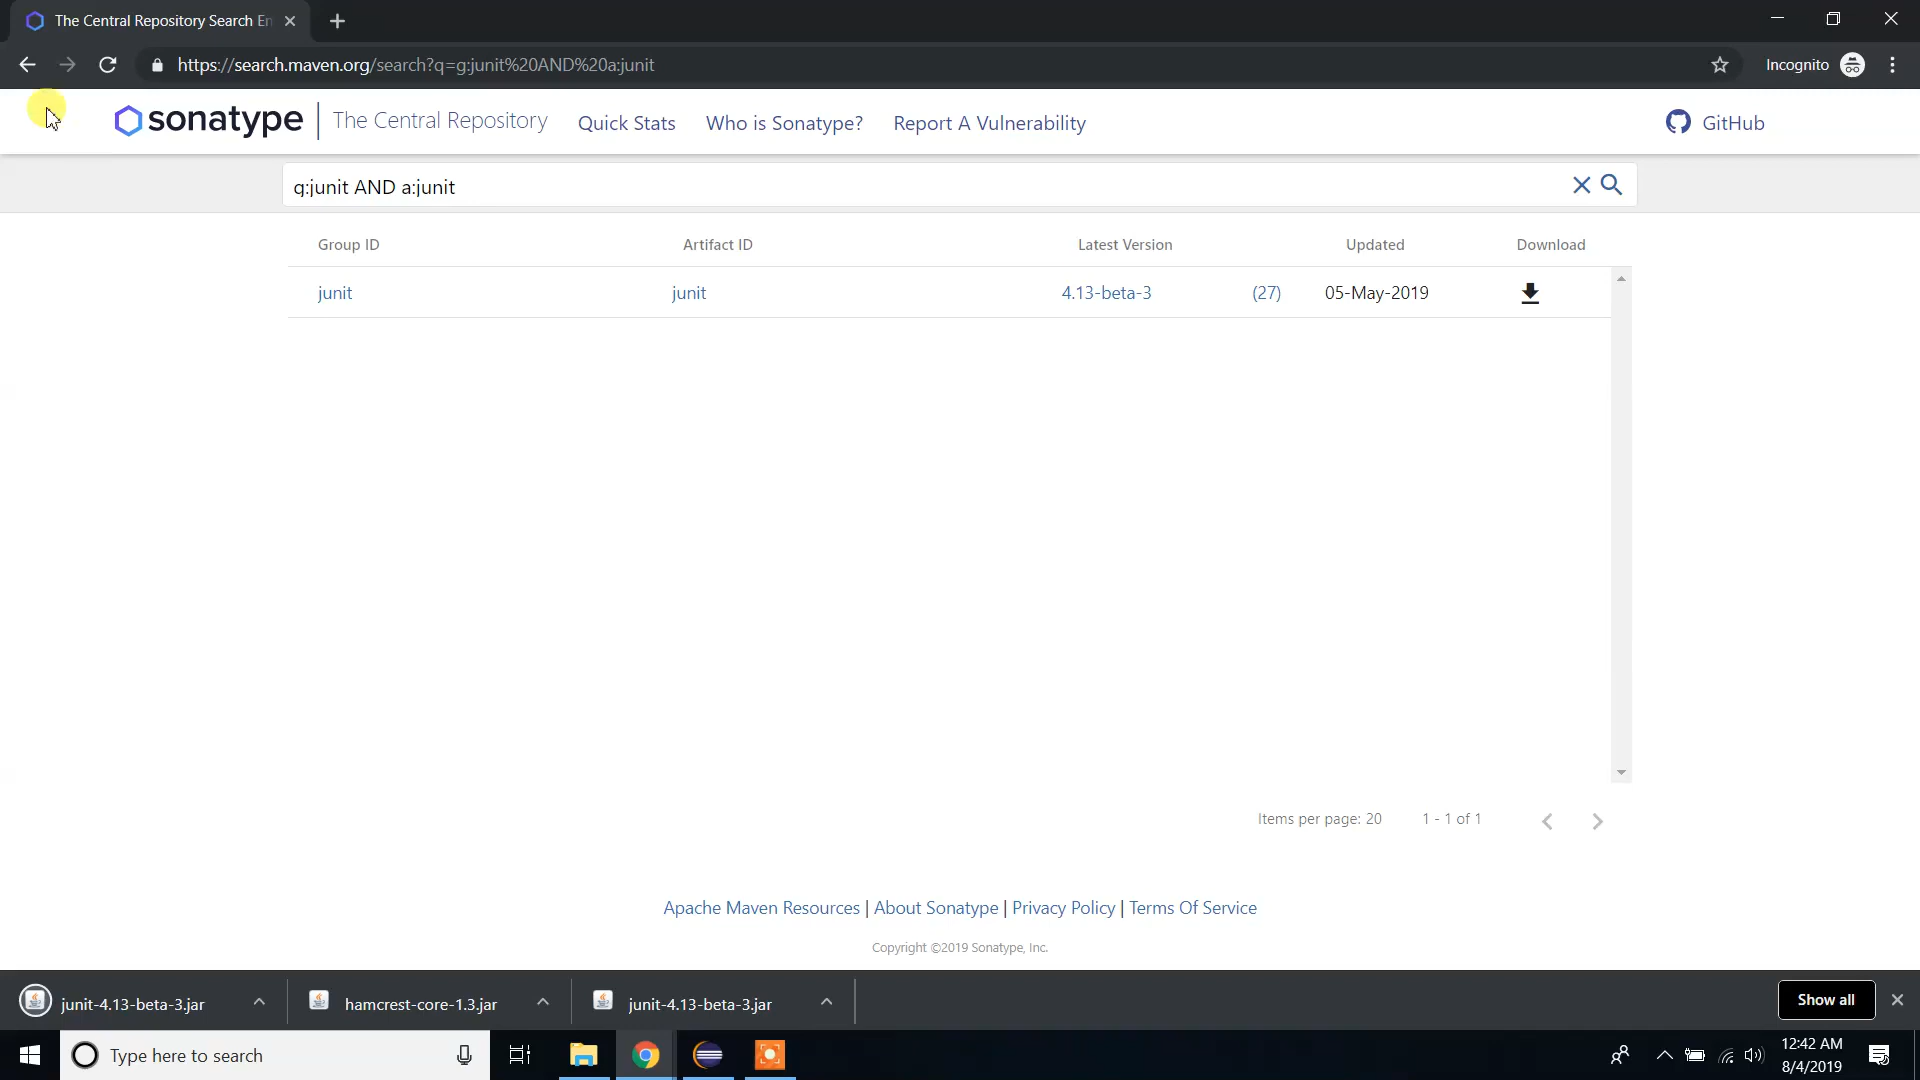 The Central Repository Search En
https://search.maven.org/search?q=g:junit%20AND%20a:junit
Incognito
sonatype
The Central Repository
Quick Stats
Who is Sonatype?
Report A Vulnerability
GitHub
g:junit AND a:junit
Group ID
Artifact ID
Latest Version
Updated
Download
junit
junit
4.13-beta-3
(27)
05-May-2019
Items per page: 20
1 - 1 of 1
Apache Maven Resources | About Sonatype | Privacy Policy | Terms Of Service
Copyright ©2019 Sonatype, Inc.
junit-4.13-beta-3.jar
hamcrest-core-1.3.jar
junit-4.13-beta-3.jar
Show all
Type here to search
12:42 AM
8/4/2019